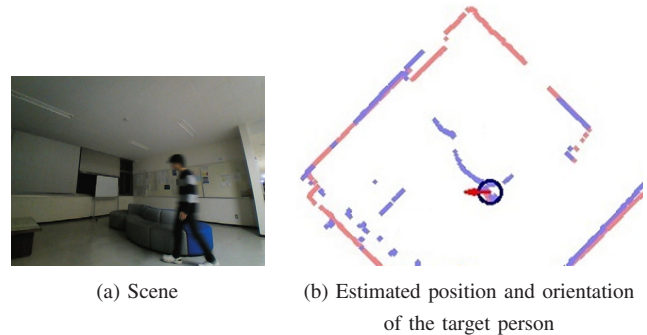 (a) Scene
(b) Estimated position and orientation
of the target person